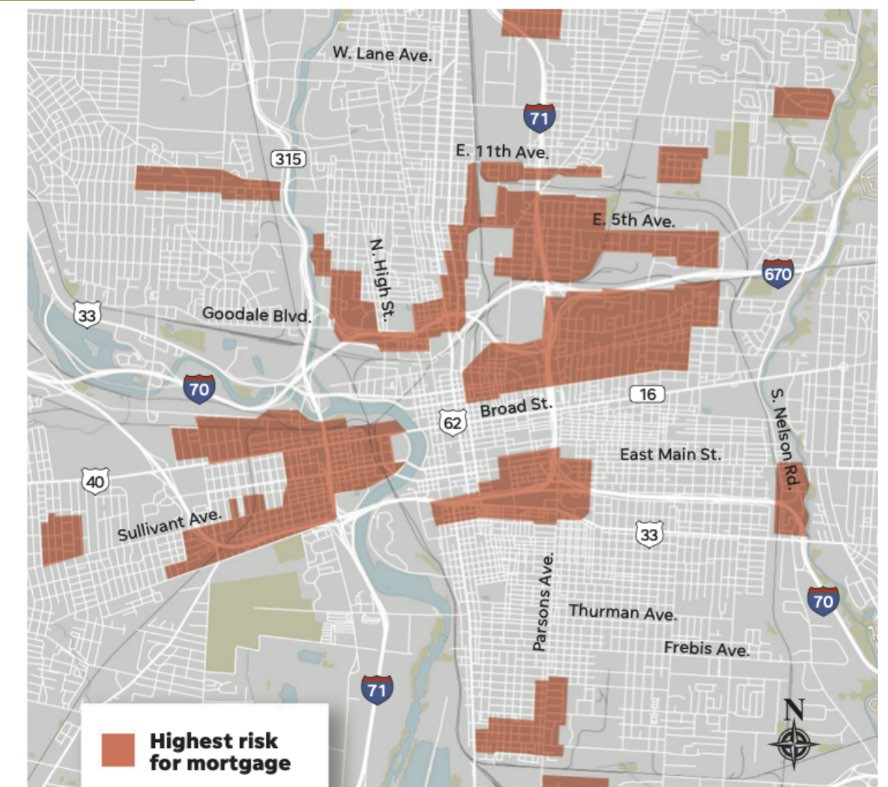 W. Lane Ave.
71
E. 11th Ave.
315
E. 5th Ave.
N. High St.
670
33
Goodale Blvd.
70
16
Broad St.
62
S. Nelson Rd.
East Main St.
40
Sullivant Ave.
33
Parsons Ave.
70
Thurman Ave.
Frebis Ave.
71
N
Highest risk
for mortgage